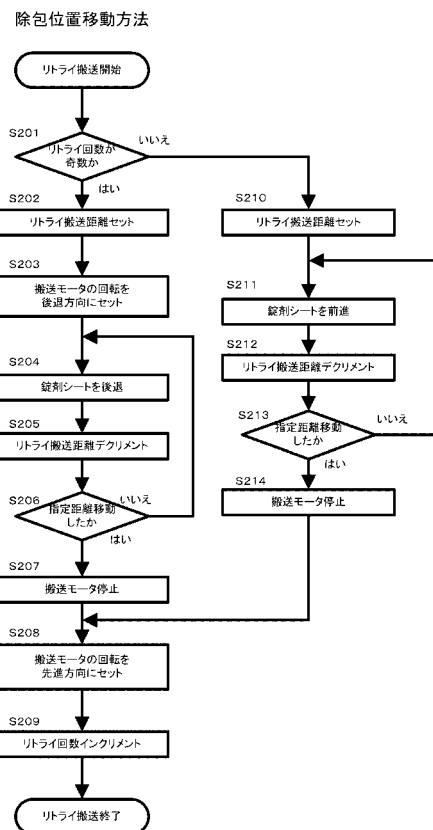 除包位置移動方法
リトライ搬送開始
S201
リトライ回数が
奇数か
いいえ
はい
S202
リトライ搬送距離セット
S203
搬送モータの回転を
後退方向にセット
S204
錠剤シートを後退
S205
リトライ搬送距離デクリメント
S206
指定距離移動
したか
いいえ
はい
S207
搬送モータ停止
S208
搬送モータの回転を
先進方向にセット
S209
リトライ回数インクリメント
リトライ搬送終了
S210
リトライ搬送距離セット
S211
錠剤シートを前進
S212
リトライ搬送距離デクリメント
S213
指定距離移動
したか
いいえ
はい
S214
搬送モータ停止